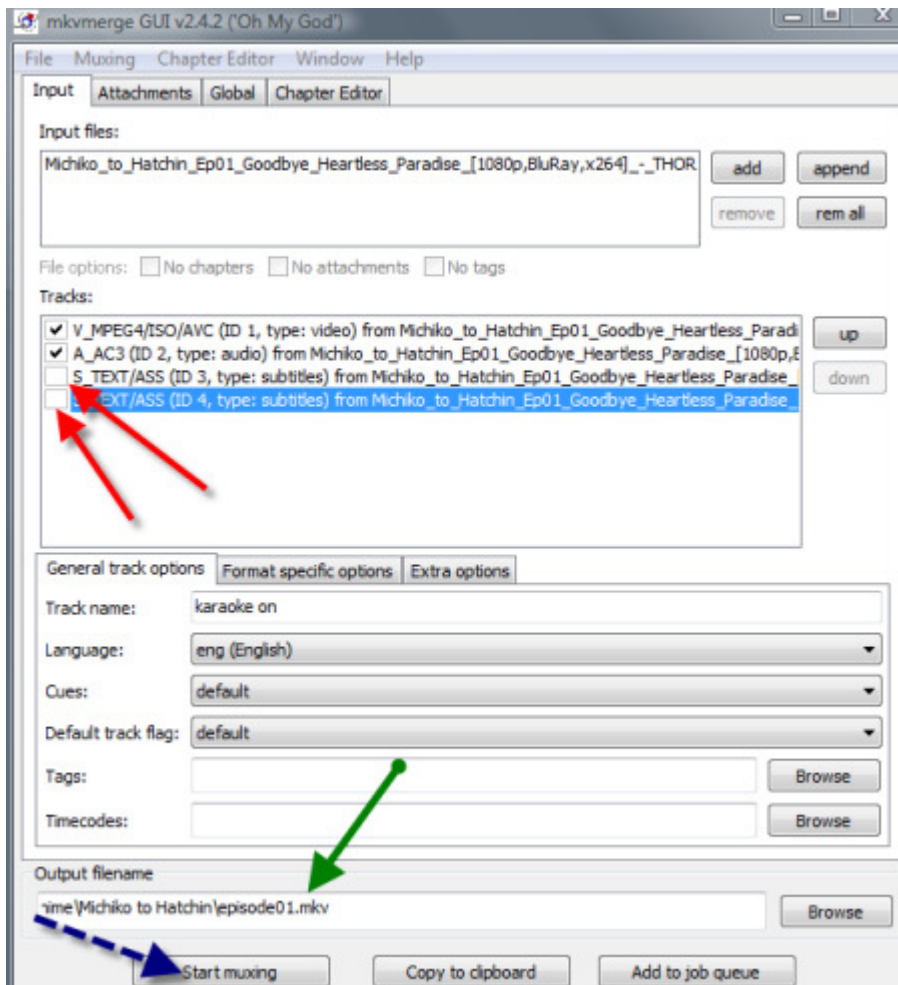 mkvmerge GUI v2.4.2 ('Oh My God')
File Muxing Chapter Editor Window Help
Input Attachments Global Chapter Editor
Input files:
Michiko_to_Hatchin_Ep01_Goodbye_Heartless_Paradise_[1080p,BluRay,x264]_-_THOR
add append
remove rem all
File options: No chapters No attachments No tags
Tracks:
V_MPEG4/ISO/AVC (ID 1, type: video) from Michiko_to_Hatchin_Ep01_Goodbye_Heartless_Paradi
up
A_AC3 (ID 2, type: audio) from Michiko_to_Hatchin_Ep01_Goodbye_Heartless_Paradise_[1080p,
S_TEXT/ASS (ID 3, type: subtitles) from Michiko_to_Hatchin_Ep01_Goodbye_Heartless_Paradise_
down
EXT/ASS (ID 4, type: subtitles) from Michiko_to_Hatchin_Ep01_Goodbye_Heartless_Paradise_
General track options Format specific options Extra options
Track name: karaoke on
Language: eng (English)
Cues: default
Default track flag: default
Tags: Browse
Timecodes: Browse
Output filename
nime\Michiko to Hatchin\episode01.mkv
Browse
Start muxing Copy to clipboard Add to job queue